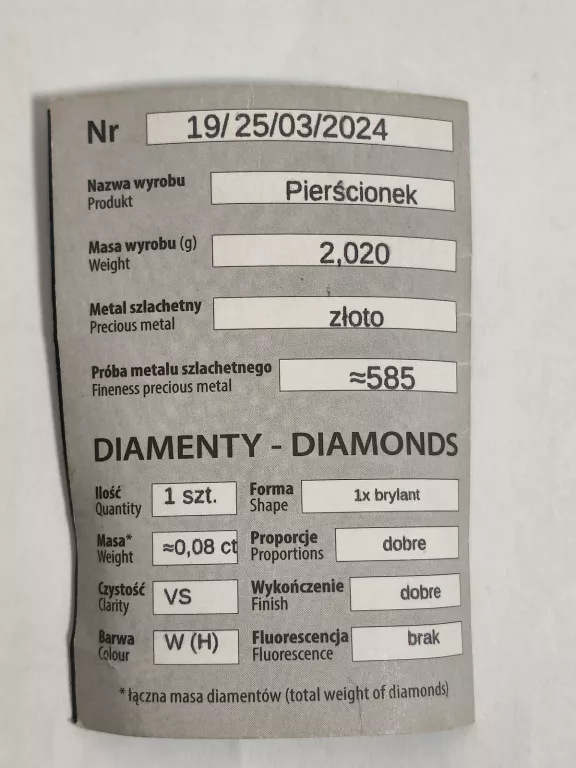 Nr 19/25/03/2024
Nazwa wyrobu
Produkt
Pierścionek
Masa wyrobu (g)
Weight
2,020
Metal szlachetny
Precious metal
złoto
Próba metalu szlachetnego
Fineness precious metal
≈585
DIAMENTY - DIAMONDS
Ilość
Quantity
1 szt.
Forma
Shape
1x brylant
Masa*
Weight
≈0,08 ct
Proporcje
Proportions
dobre
Czystość
Clarity
VS
Wykończenie
Finish
dobre
Barwa
Colour
W (H)
Fluorescencja
Fluorescence
brak
* łączna masa diamentów (total weight of diamonds)